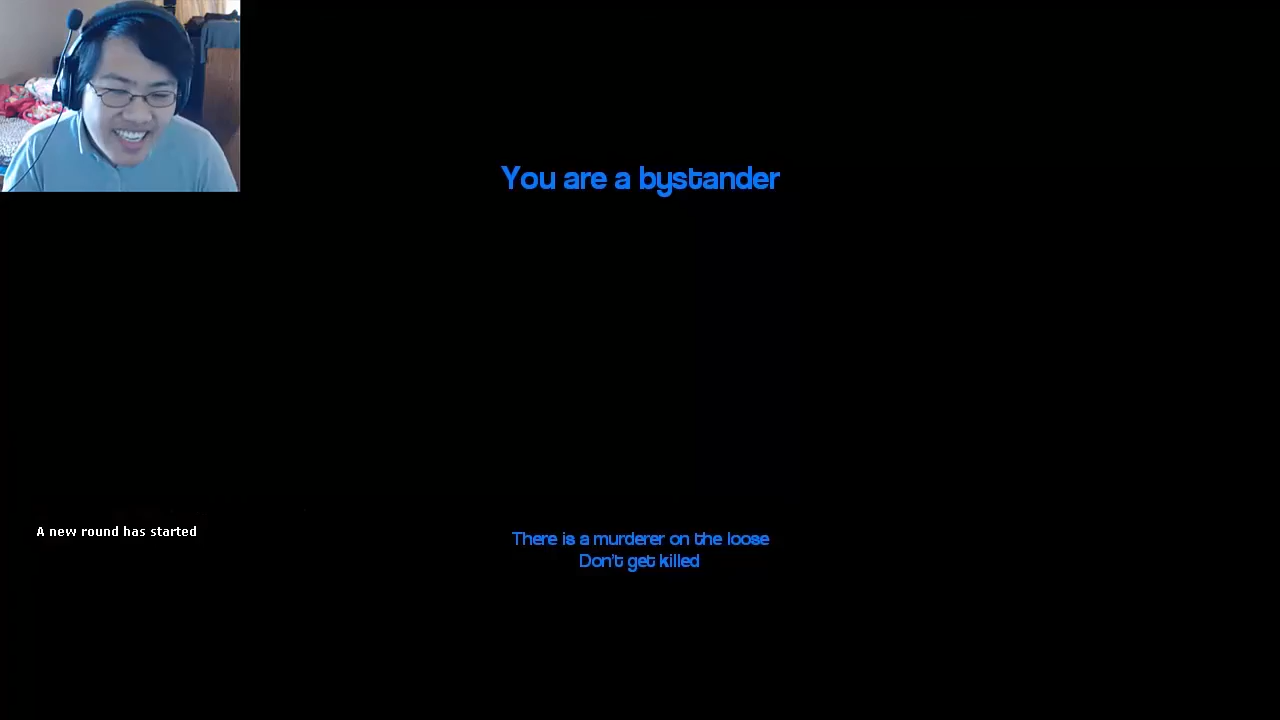 You are a bystander
A new round has started
There is a murderer on the loose
Don't get killed